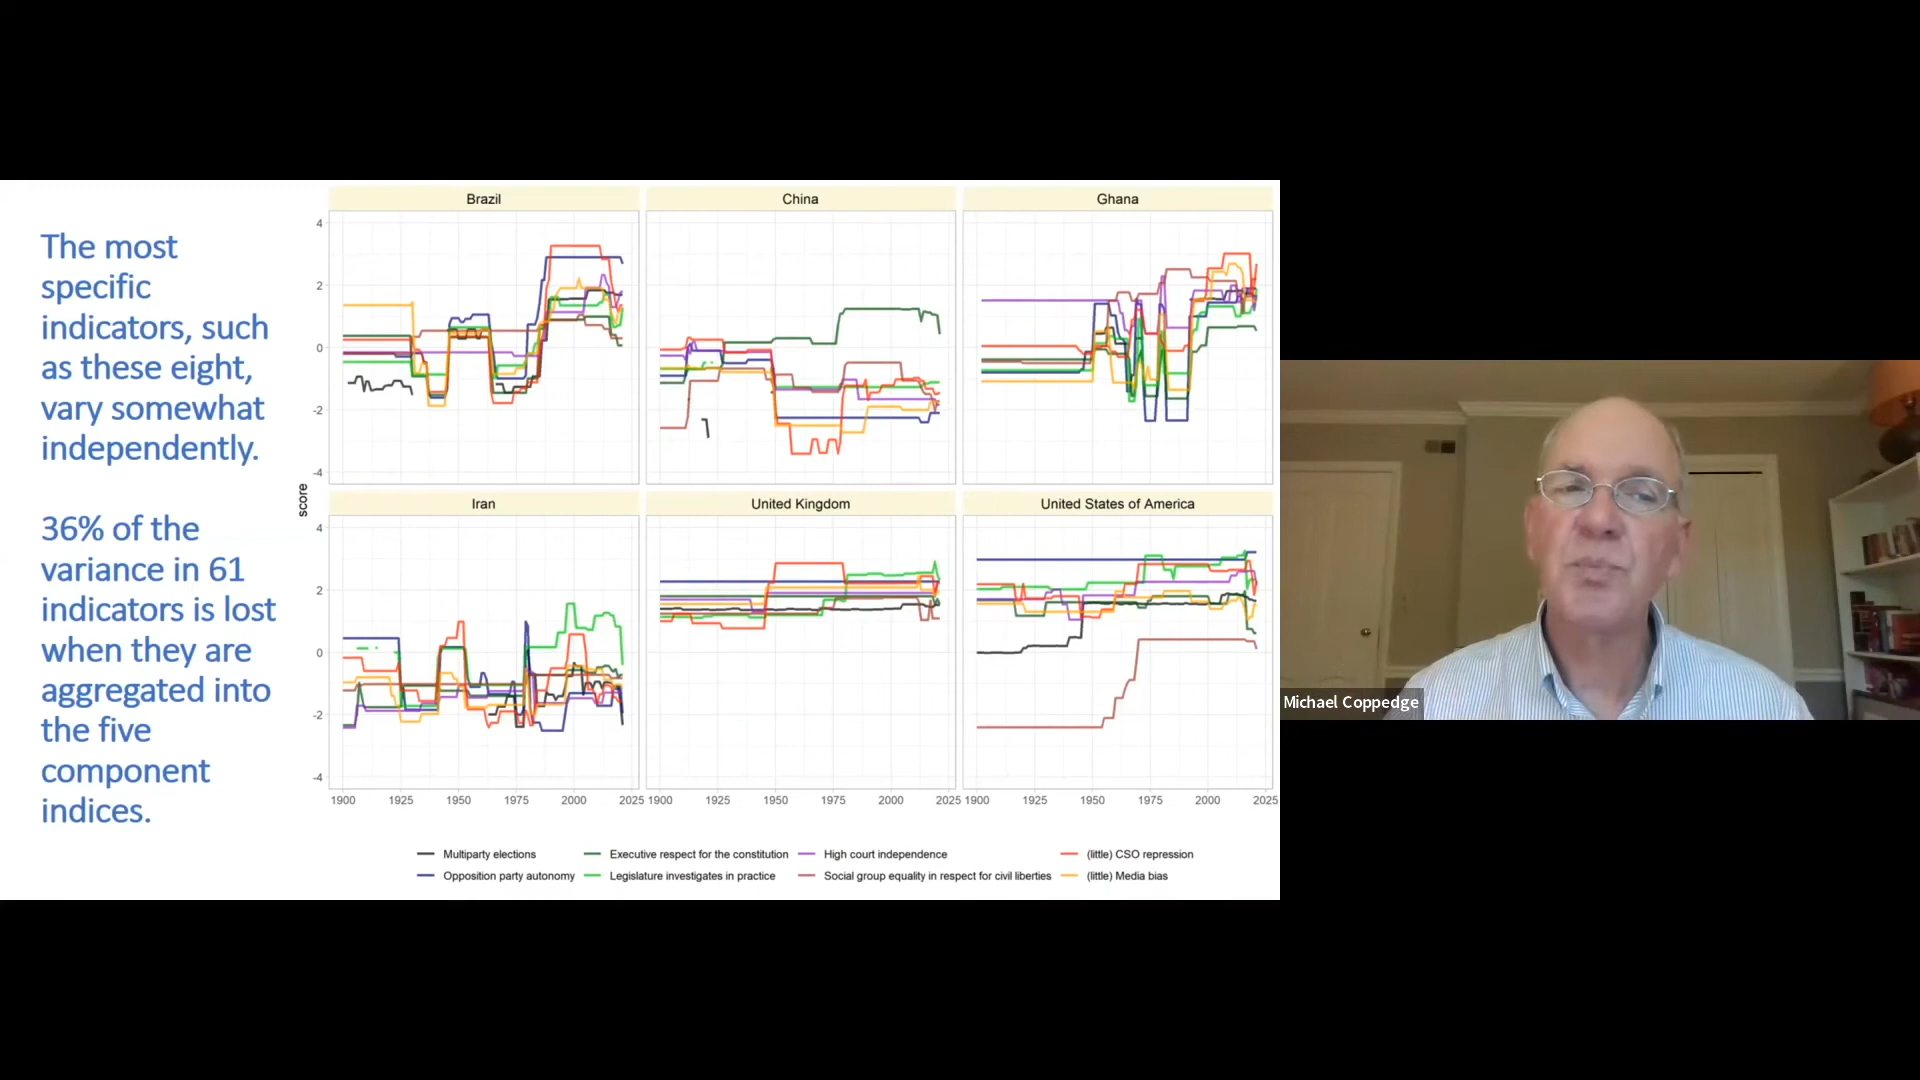 The most
specific
indicators, such
as these eight,
vary somewhat
independently.
36% of the
variance in 61
indicators is lost
when they are
aggregated into
the five
component
indices.
Brazil
China
Ghana
4
2
0
-2
-4
score
Iran
United Kingdom
United States of America
4
2
0
-2
-4
1900 1925 1950 1975 2000 2025 1900 1925 1950 1975 2000 2025 1900 1925 1950 1975 2000 2025
Multiparty elections Executive respect for the constitution High court independence (little) CSO repression
Opposition party autonomy Legislature investigates in practice Social group equality in respect for civil liberties (little) Media bias
Michael Coppedge